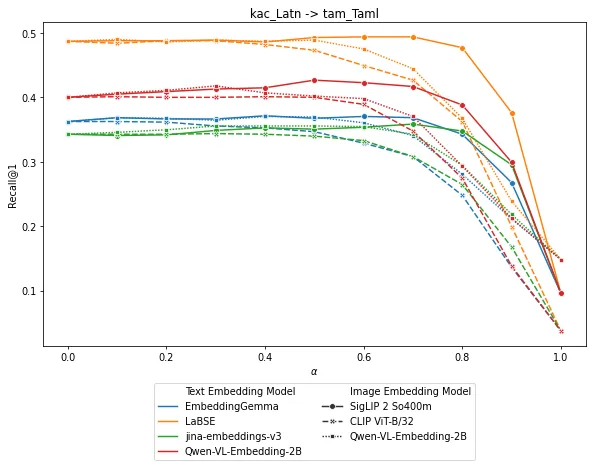 kac_Latn -> tam_Taml
0.5
0.4
0.3
0.2
0.1
Recall@1
0.0
0.2
0.4
0.6
0.8
1.0
α
Text Embedding Model
EmbeddingGemma
LaBSE
jina-embeddings-v3
Qwen-VL-Embedding-2B
Image Embedding Model
SigLIP 2 So400m
CLIP ViT-B/32
Qwen-VL-Embedding-2B